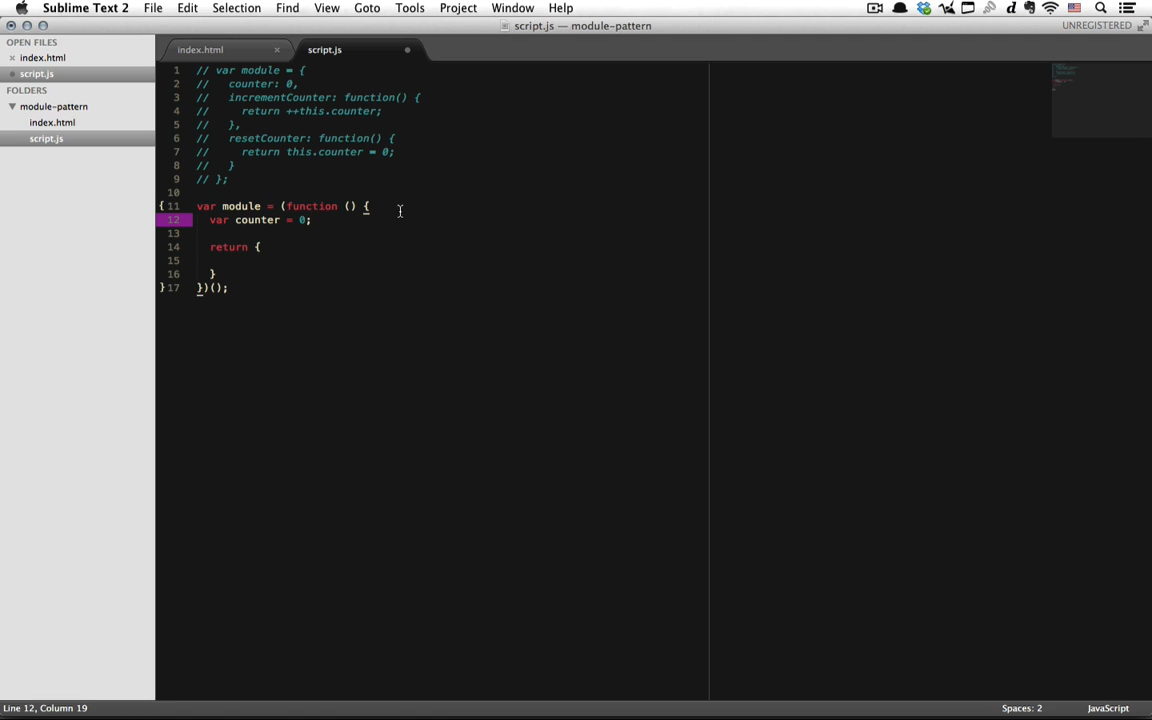 Sublime Text 2 File Edit Selection Find View Goto Tools Project Window Help
script.js — module-pattern
UNREGISTERED
OPEN FILES
× index.html
script.js
FOLDERS
module-pattern
index.html
script.js
index.html ×
script.js
1 // var module = {
2 //   counter: 0,
3 //   incrementCounter: function() {
4 //     return ++this.counter;
5 //   },
6 //   resetCounter: function() {
7 //     return this.counter = 0;
8 //   }
9 // };
10
{ 11 var module = (function () {
12   var counter = 0;
13
14   return {
15
16   }
} 17 })();
Line 12, Column 19
Spaces: 2
JavaScript